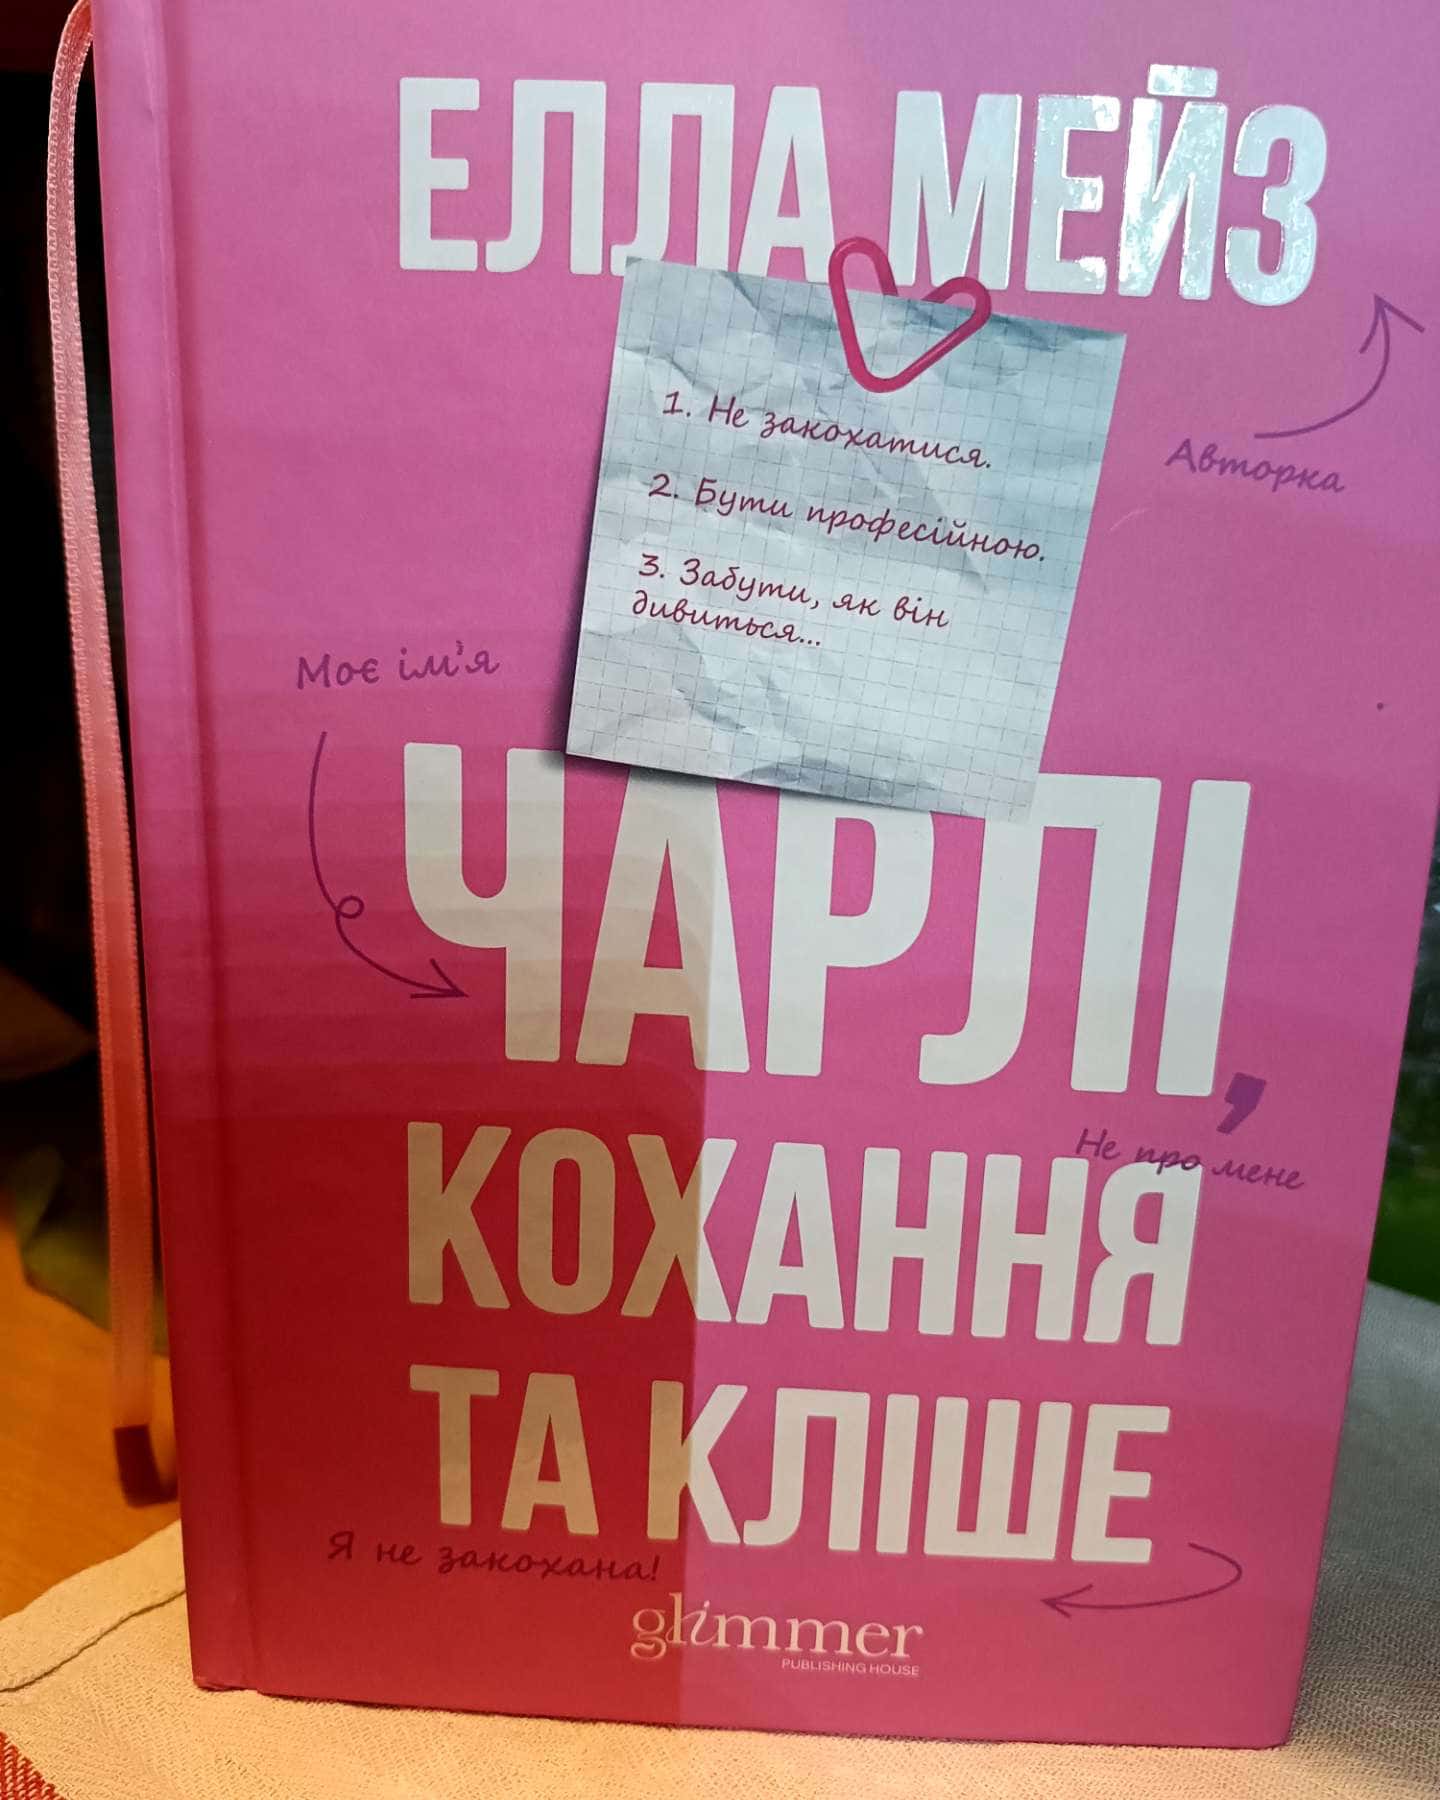 ЕЛЛА МЕЙЗ
1. Не закохатися.
Авторка
2. Бути професійною.
3. Забути, як він
дивиться...
Моє ім'я
ЧАРЛІ,
Не про мене
КОХАННЯ
ТА КЛІШЕ
Я не закохана!
glimmer
PUBLISHING HOUSE